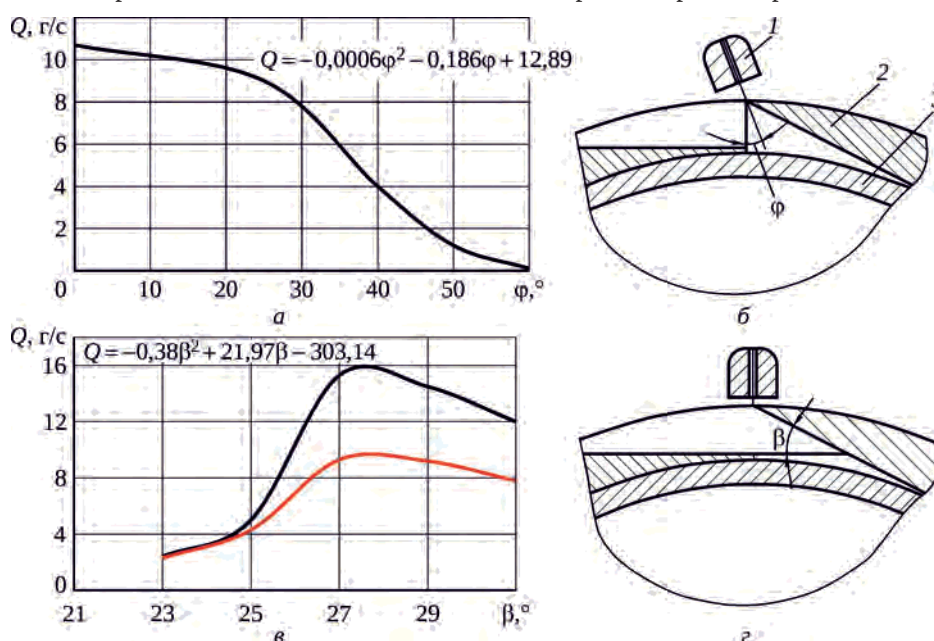 Q, г/с
10
8
6
4
2
0
10
20
30
40
50
φ,°
Q = −0,0006φ² − 0,186φ + 12,89
а
1
2
3
φ
б
Q, г/с
16
12
8
4
0
21
23
25
27
29
β,°
Q = −0,38β² + 21,97β − 303,14
в
β
г